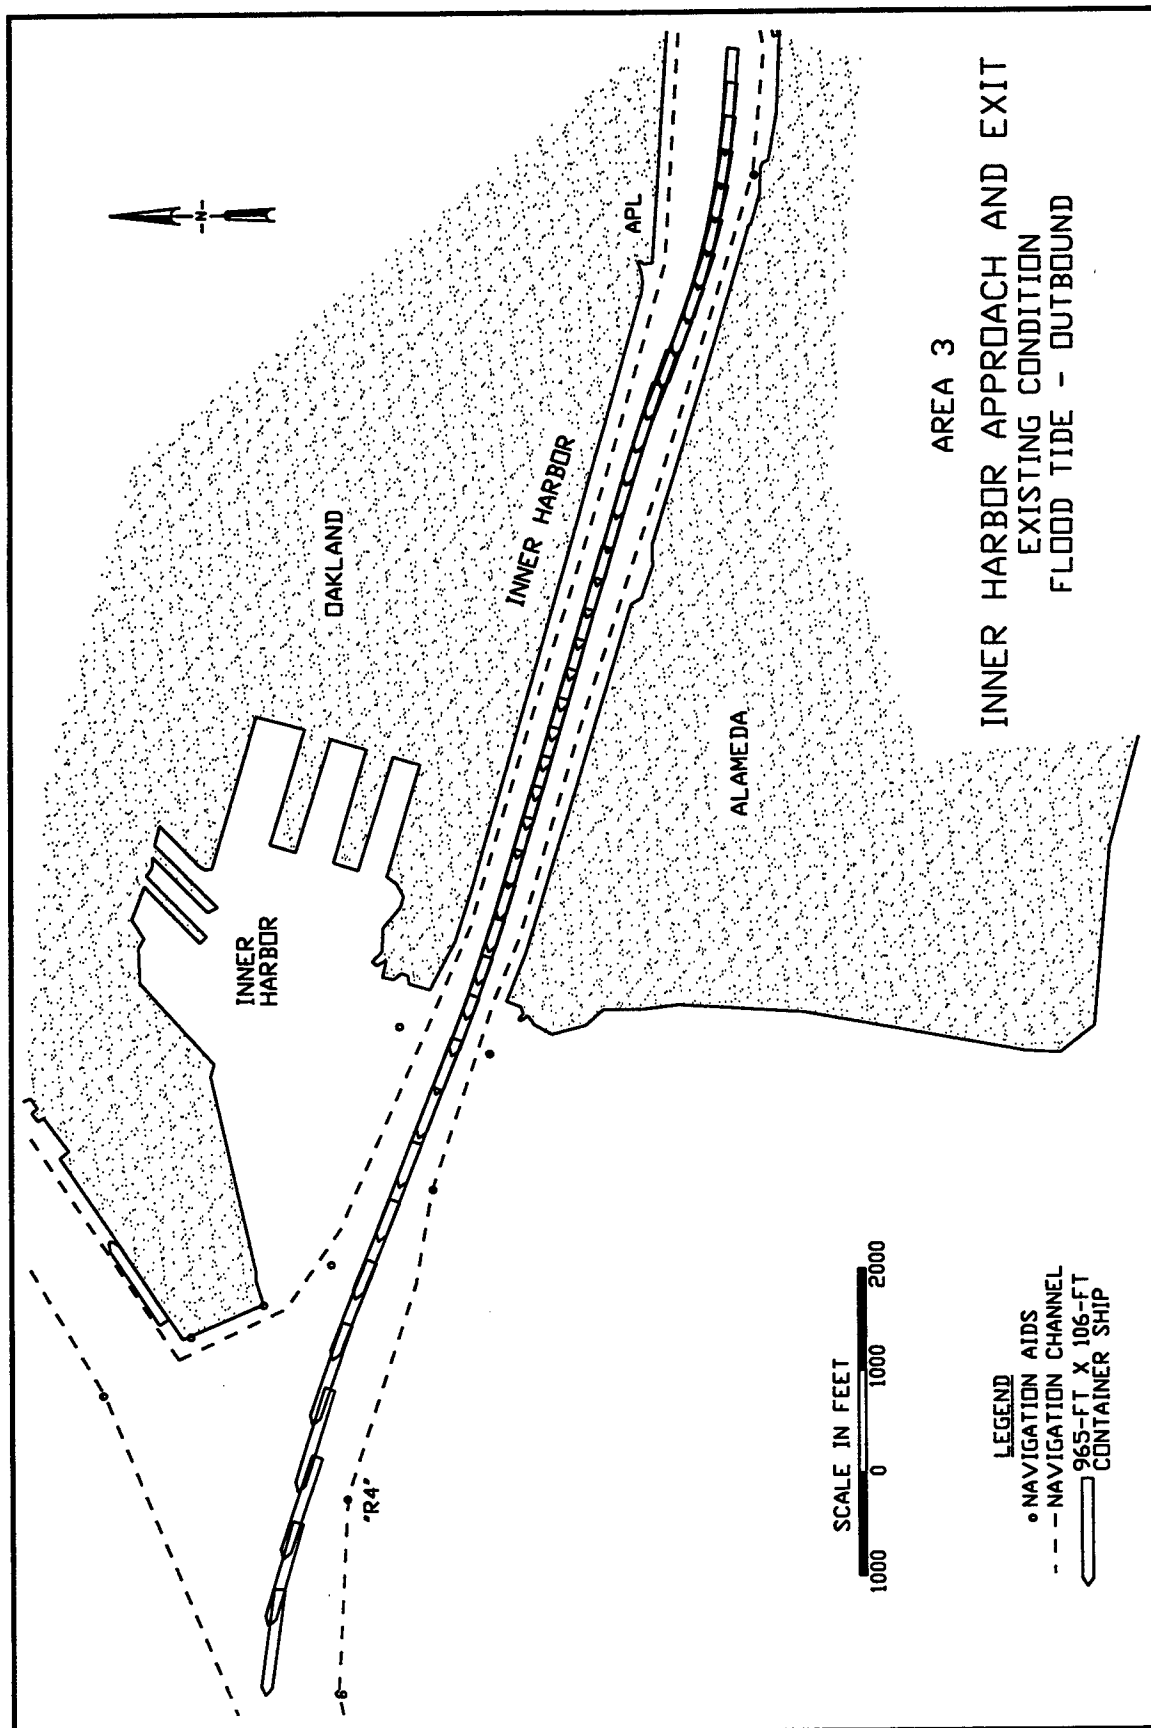 -N-
APL
OAKLAND
INNER HARBOR
INNER
HARBOR
ALAMEDA
'R4'
AREA 3
INNER HARBOR APPROACH AND EXIT
EXISTING CONDITION
FLOOD TIDE - OUTBOUND
SCALE IN FEET
1000 0 1000 2000
LEGEND
NAVIGATION AIDS
NAVIGATION CHANNEL
965-FT X 106-FT
CONTAINER SHIP